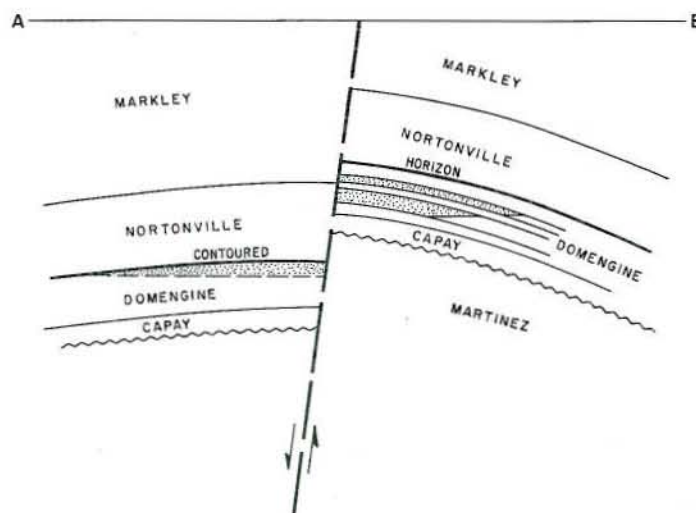 A
B
MARKLEY
MARKLEY
NORTONVILLE
HORIZON
NORTONVILLE
CONTOURED
DOMENGINE
CAPAY
DOMENGINE
CAPAY
MARTINEZ